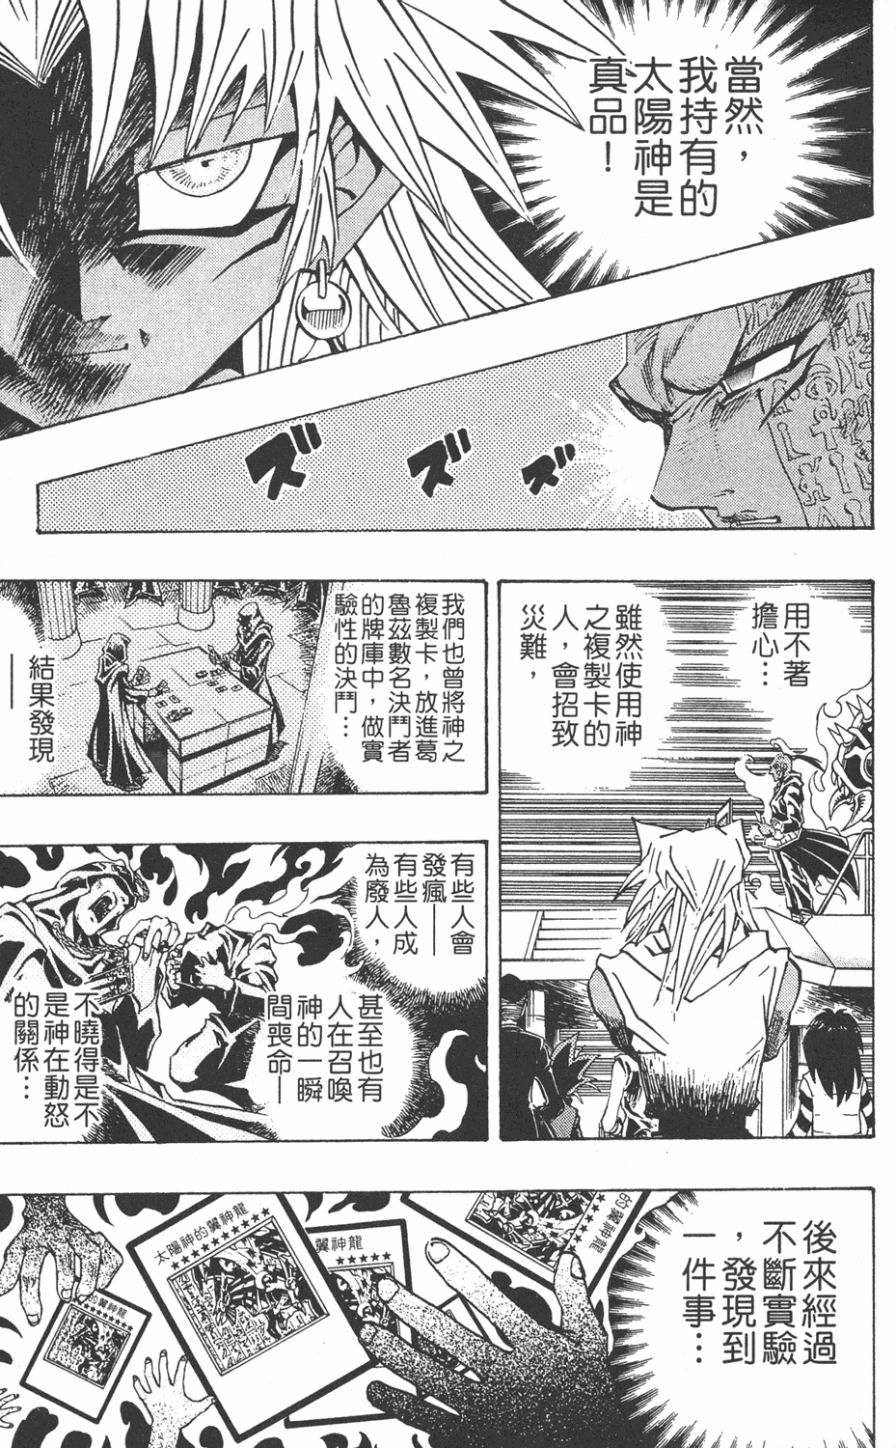 當然，
我持有的
太陽神是
真品！
ズ
ズ
ズ
用不著
擔心…
雖然使用神
之複製卡的
人，會招致
災難，
我們也曾將神之
複製卡，放進葛
魯茲數名決鬥者
的牌庫中，做實
驗性的決鬥…
結果發現
——
有些人會
發瘋——
有些人成
為廢人，
甚至也有
人在召喚
神的一瞬
間喪命—
不曉得是不
是神在動怒
的關係…
後來經過
不斷實驗
，發現到
一件事…
的翼神龍
翼神龍
太陽神的翼神龍
翼神龍